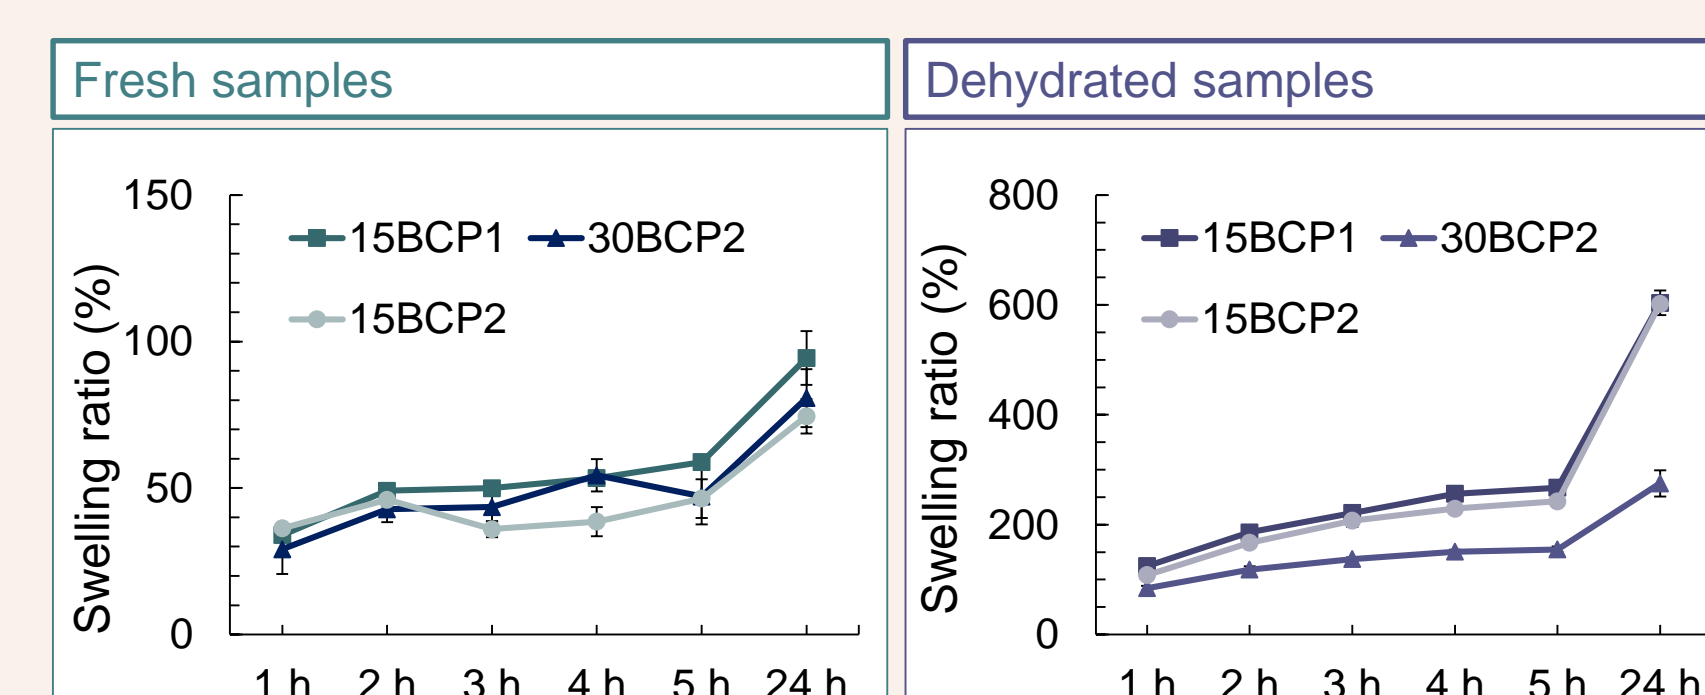 Fresh samples
150
100
50
0
Swelling ratio (%)
15BCP1
30BCP2
15BCP2
1 h 2 h 3 h 4 h 5 h 24 h
Dehydrated samples
800
600
400
200
0
Swelling ratio (%)
15BCP1
30BCP2
15BCP2
1 h 2 h 3 h 4 h 5 h 24 h